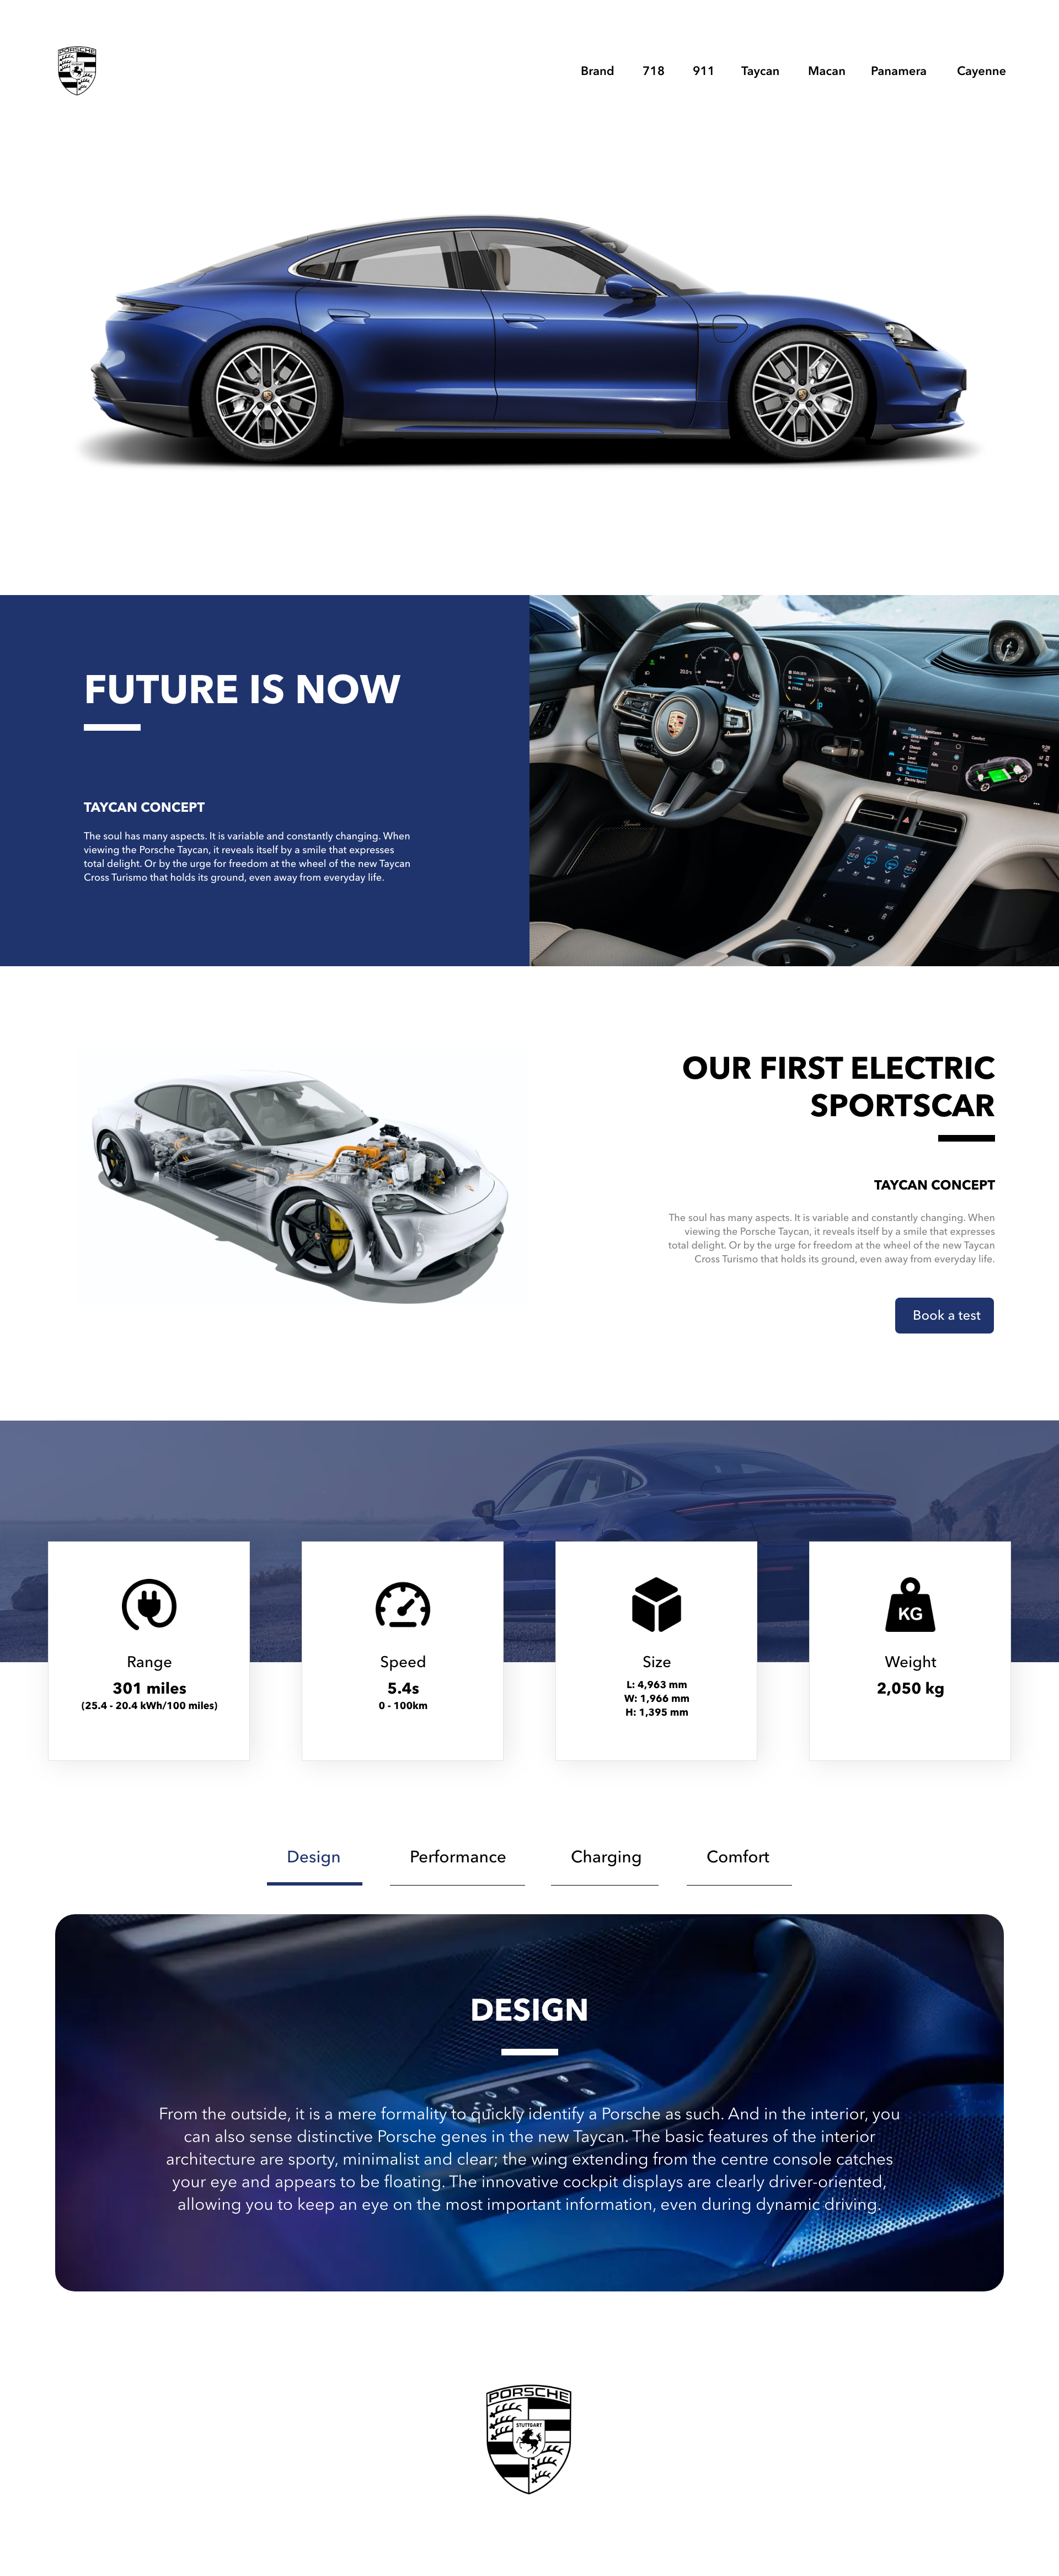 PORSCHE
Brand 718 911 Taycan Macan Panamera Cayenne
FUTURE IS NOW
TAYCAN CONCEPT
The soul has many aspects. It is variable and constantly changing. When
viewing the Porsche Taycan, it reveals itself by a smile that expresses
total delight. Or by the urge for freedom at the wheel of the new Taycan
Cross Turismo that holds its ground, even away from everyday life.
OUR FIRST ELECTRIC
SPORTSCAR
TAYCAN CONCEPT
The soul has many aspects. It is variable and constantly changing. When
viewing the Porsche Taycan, it reveals itself by a smile that expresses
total delight. Or by the urge for freedom at the wheel of the new Taycan
Cross Turismo that holds its ground, even away from everyday life.
Book a test
KG
Range
301 miles
(25.4 - 20.4 kWh/100 miles)
Speed
5.4s
0 - 100km
Size
L: 4,963 mm
W: 1,966 mm
H: 1,395 mm
Weight
2,050 kg
Design Performance Charging Comfort
DESIGN
From the outside, it is a mere formality to quickly identify a Porsche as such. And in the interior, you
can also sense distinctive Porsche genes in the new Taycan. The basic features of the interior
architecture are sporty, minimalist and clear; the wing extending from the centre console catches
your eye and appears to be floating. The innovative cockpit displays are clearly driver-oriented,
allowing you to keep an eye on the most important information, even during dynamic driving.
PORSCHE
STUTTGART